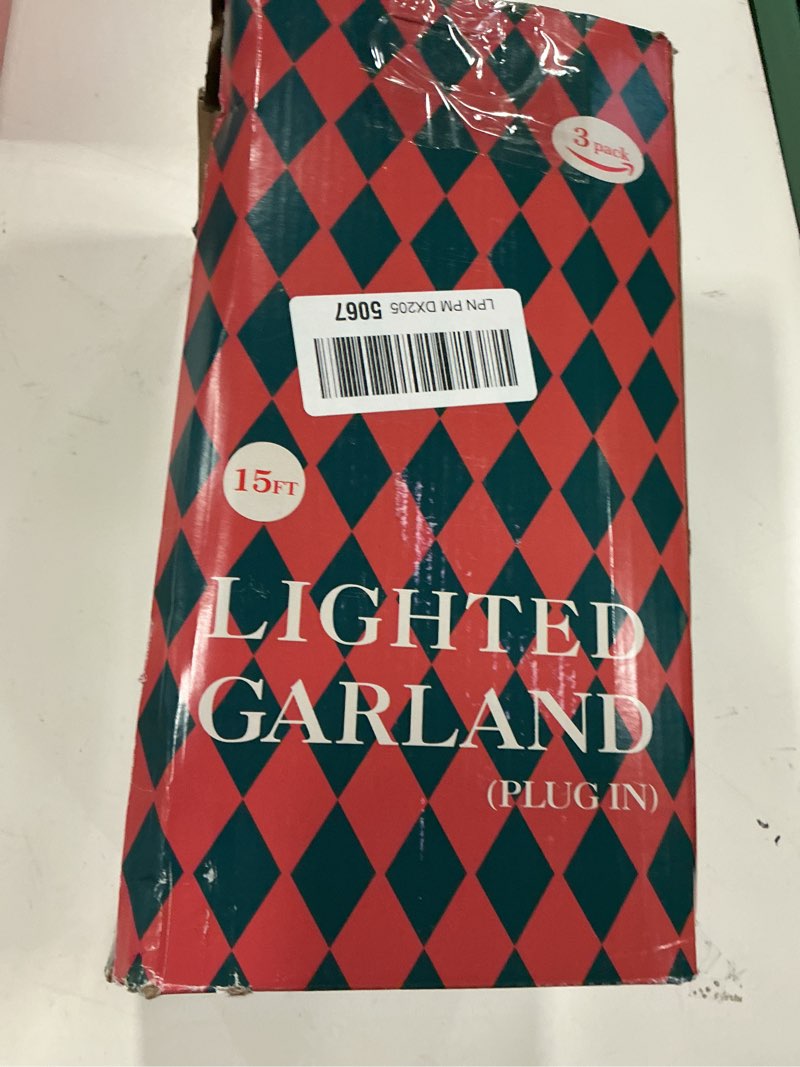 3 pack
LPN PM DX205 5067
15FT
LIGHTED
GARLAND
(PLUG IN)